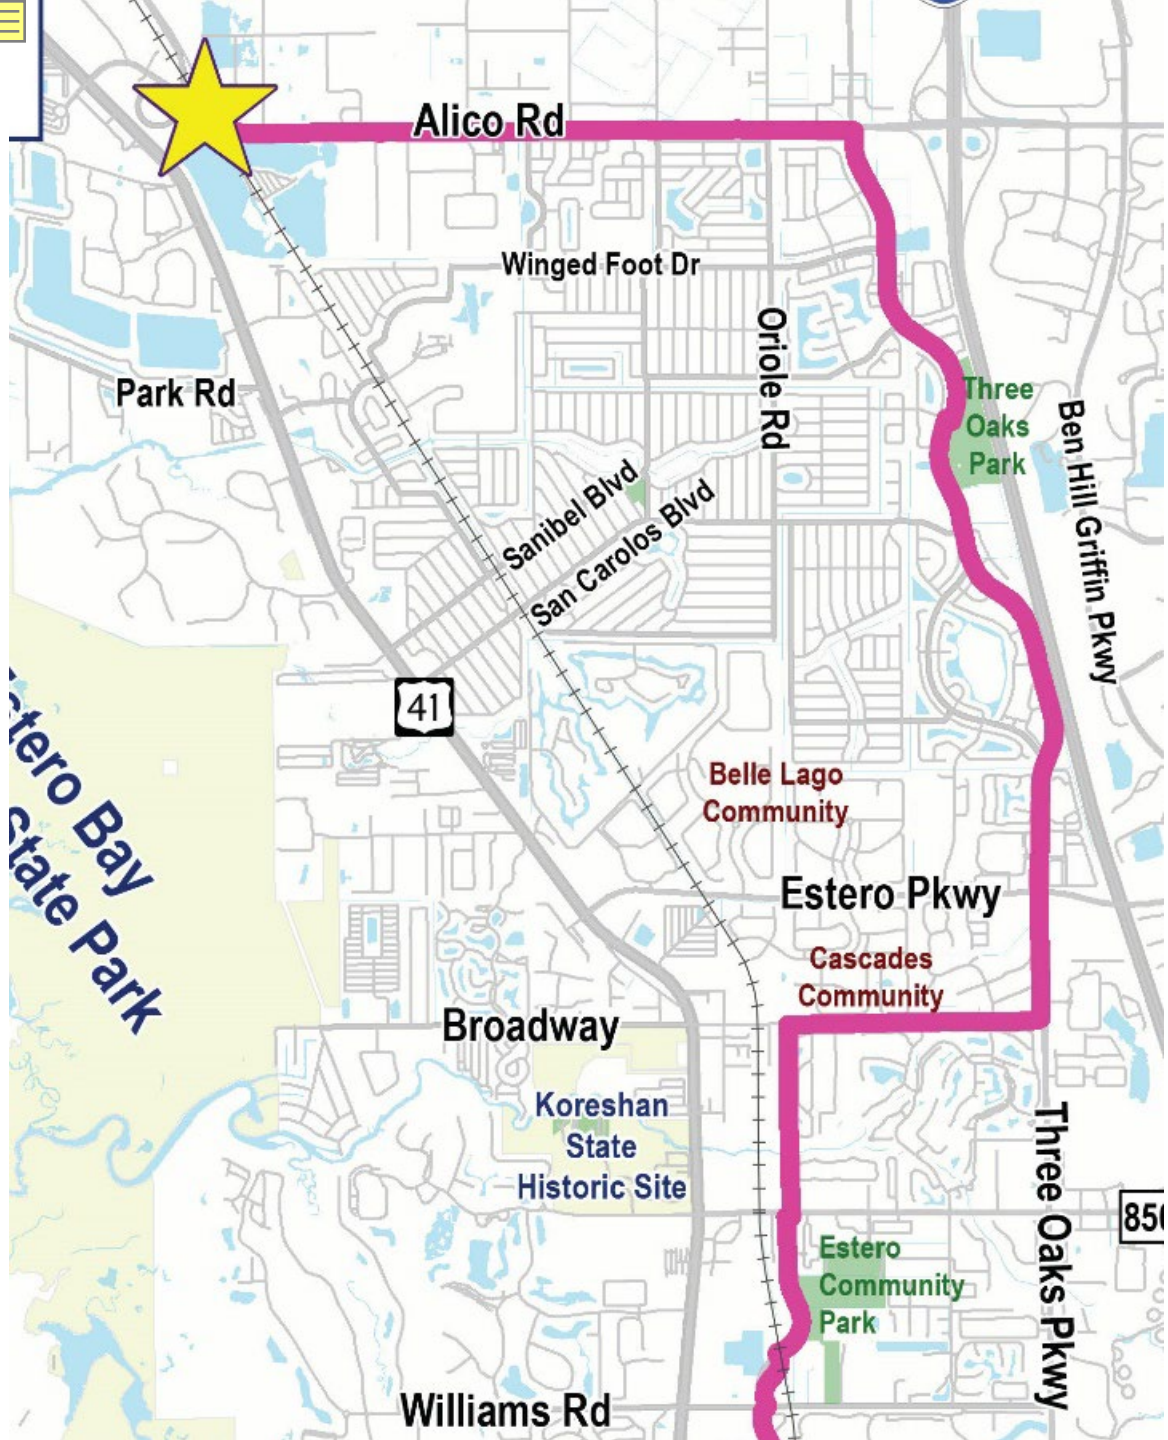 Alico Rd
Winged Foot Dr
Oriole Rd
Park Rd
Three
Oaks
Park
Ben Hill Griffin Pkwy
Sanibel Blvd
San Carolos Blvd
41
Belle Lago
Community
Estero Pkwy
Cascades
Community
Bay
State Park
Broadway
Koreshan
State
Historic Site
Three Oaks Pkwy
Estero
Community
Park
Williams Rd